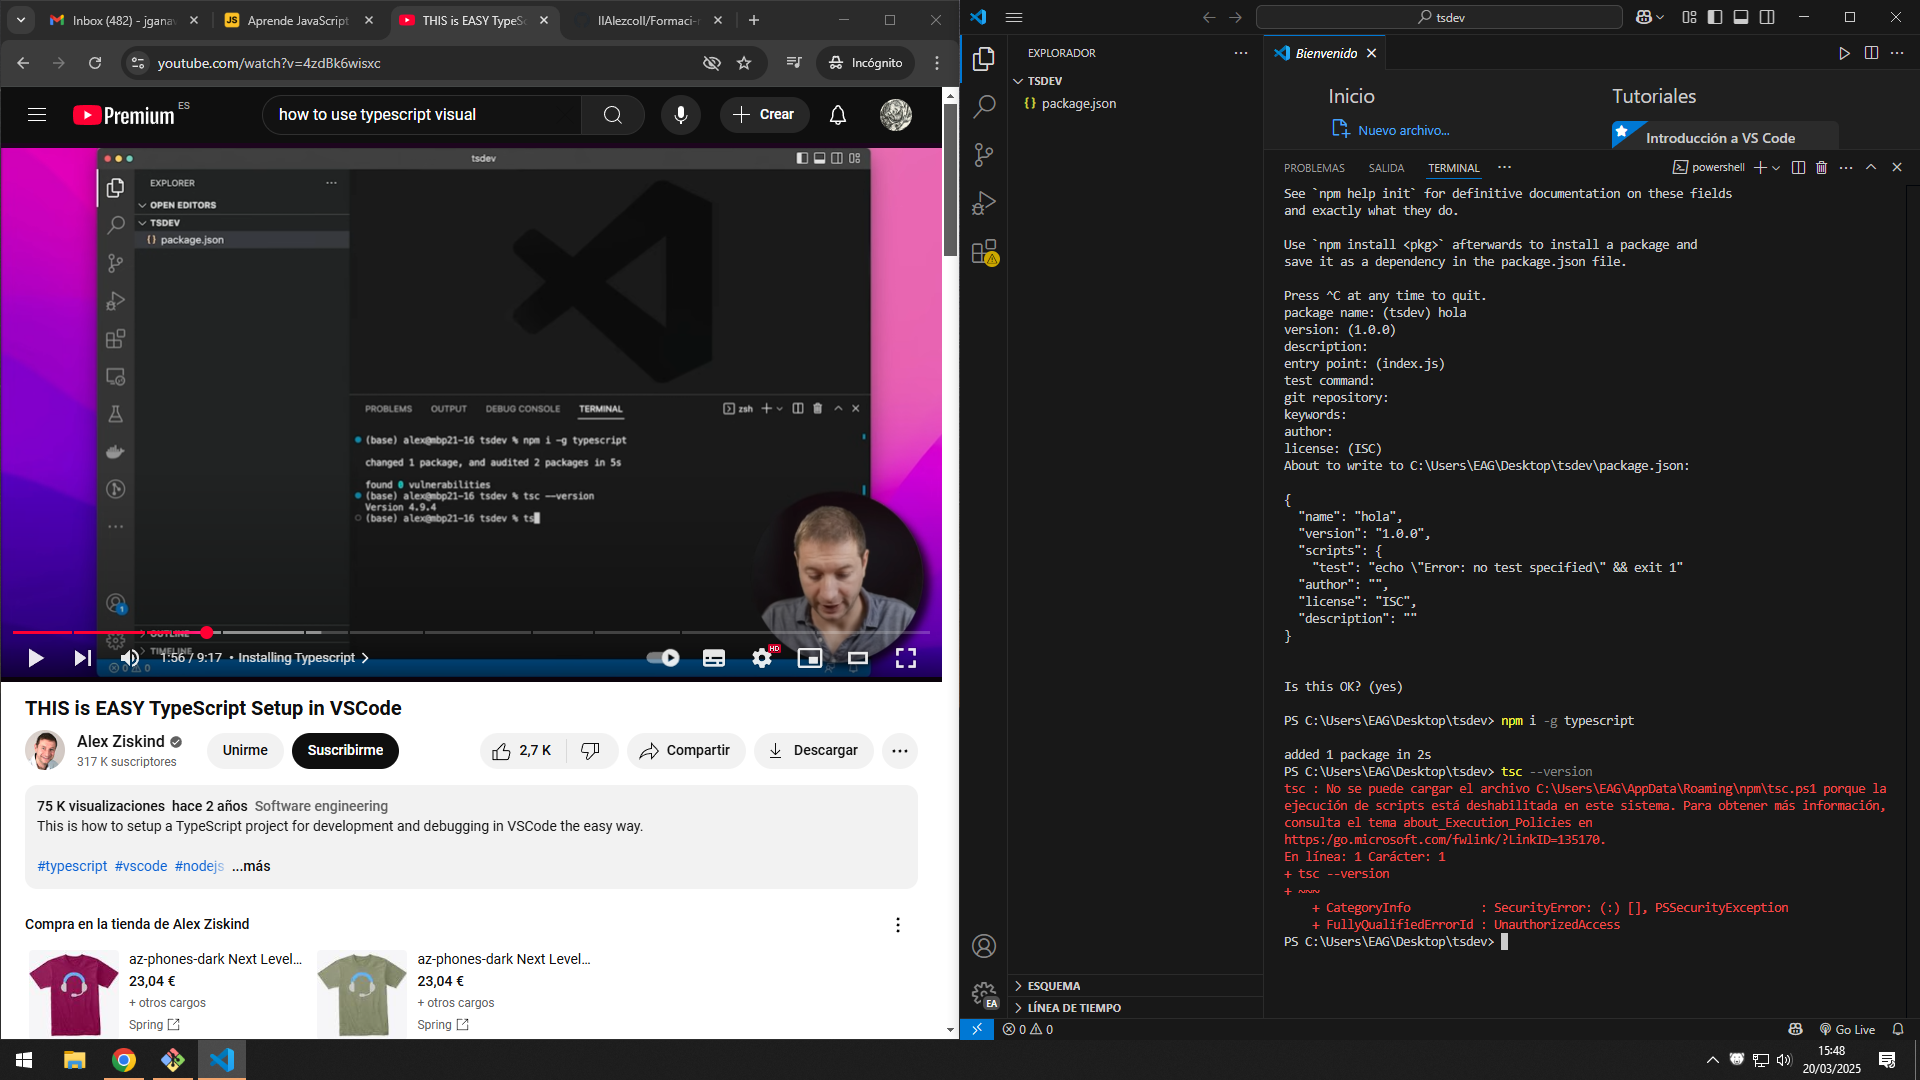 Inbox (482) - jgana
Aprende JavaScript
THIS is EASY TypeSc
IIAlezcoll/Formaci-
youtube.com/watch?v=4zdBk6wisxc
Incógnito
Premium
ES
how to use typescript visual
Crear
tsdev
EXPLORER
OPEN EDITORS
TSDEV
package.json
PROBLEMS
OUTPUT
DEBUG CONSOLE
TERMINAL
zsh
(base) alex@mbp21-16 tsdev % npm i -g typescript
changed 1 package, and audited 2 packages in 5s
found 0 vulnerabilities
(base) alex@mbp21-16 tsdev % tsc --version
Version 4.9.4
(base) alex@mbp21-16 tsdev % ts
OUTLINE
TIMELINE
1:56 / 9:17 • Installing Typescript
HD
THIS is EASY TypeScript Setup in VSCode
Alex Ziskind
317 K suscriptores
Unirme
Suscribirme
2,7 K
Compartir
Descargar
75 K visualizaciones hace 2 años Software engineering
This is how to setup a TypeScript project for development and debugging in VSCode the easy way.
#typescript #vscode #nodejs ...más
Compra en la tienda de Alex Ziskind
az-phones-dark Next Level...
23,04 €
+ otros cargos
Spring
az-phones-dark Next Level...
23,04 €
+ otros cargos
Spring
tsdev
EXPLORADOR
TSDEV
{} package.json
ESQUEMA
LÍNEA DE TIEMPO
Bienvenido
Inicio
Nuevo archivo...
Tutoriales
Introducción a VS Code
PROBLEMAS
SALIDA
TERMINAL
powershell
See `npm help init` for definitive documentation on these fields
and exactly what they do.
Use `npm install <pkg>` afterwards to install a package and
save it as a dependency in the package.json file.
Press ^C at any time to quit.
package name: (tsdev) hola
version: (1.0.0)
description:
entry point: (index.js)
test command:
git repository:
keywords:
author:
license: (ISC)
About to write to C:\Users\EAG\Desktop\tsdev\package.json:
{
"name": "hola",
"version": "1.0.0",
"scripts": {
"test": "echo \"Error: no test specified\" && exit 1"
"author": "",
"license": "ISC",
"description": ""
}
Is this OK? (yes)
PS C:\Users\EAG\Desktop\tsdev> npm i -g typescript
added 1 package in 2s
PS C:\Users\EAG\Desktop\tsdev> tsc --version
tsc : No se puede cargar el archivo C:\Users\EAG\AppData\Roaming\npm\tsc.ps1 porque la
ejecución de scripts está deshabilitada en este sistema. Para obtener más información,
consulta el tema about_Execution_Policies en
https:/go.microsoft.com/fwlink/?LinkID=135170.
En línea: 1 Carácter: 1
+ tsc --version
+ ~~~
+ CategoryInfo : SecurityError: (:) [], PSSecurityException
+ FullyQualifiedErrorId : UnauthorizedAccess
PS C:\Users\EAG\Desktop\tsdev>
EA
0 0
Go Live
15:48
20/03/2025